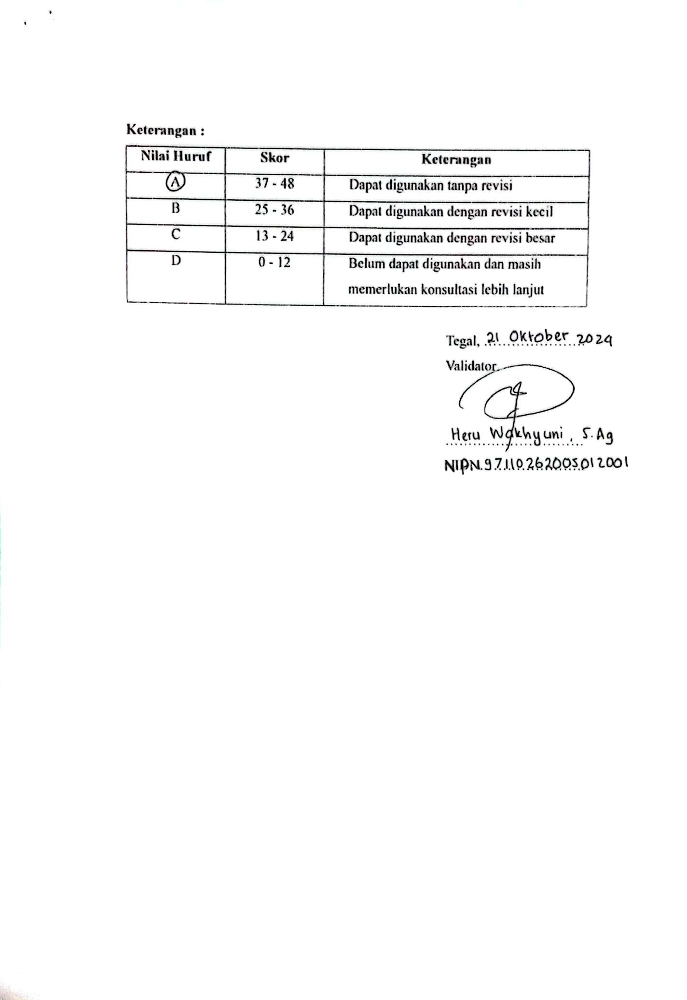 Keterangan :
Nilai Huruf Skor Keterangan
A 37 - 48 Dapat digunakan tanpa revisi
B 25 - 36 Dapat digunakan dengan revisi kecil
C 13 - 24 Dapat digunakan dengan revisi besar
D 0 - 12 Belum dapat digunakan dan masih
memerlukan konsultasi lebih lanjut
Tegal, 21 Oktober 2024
Validator
Heru Wakhyuni, S.Ag
NIPN.97110262005012001